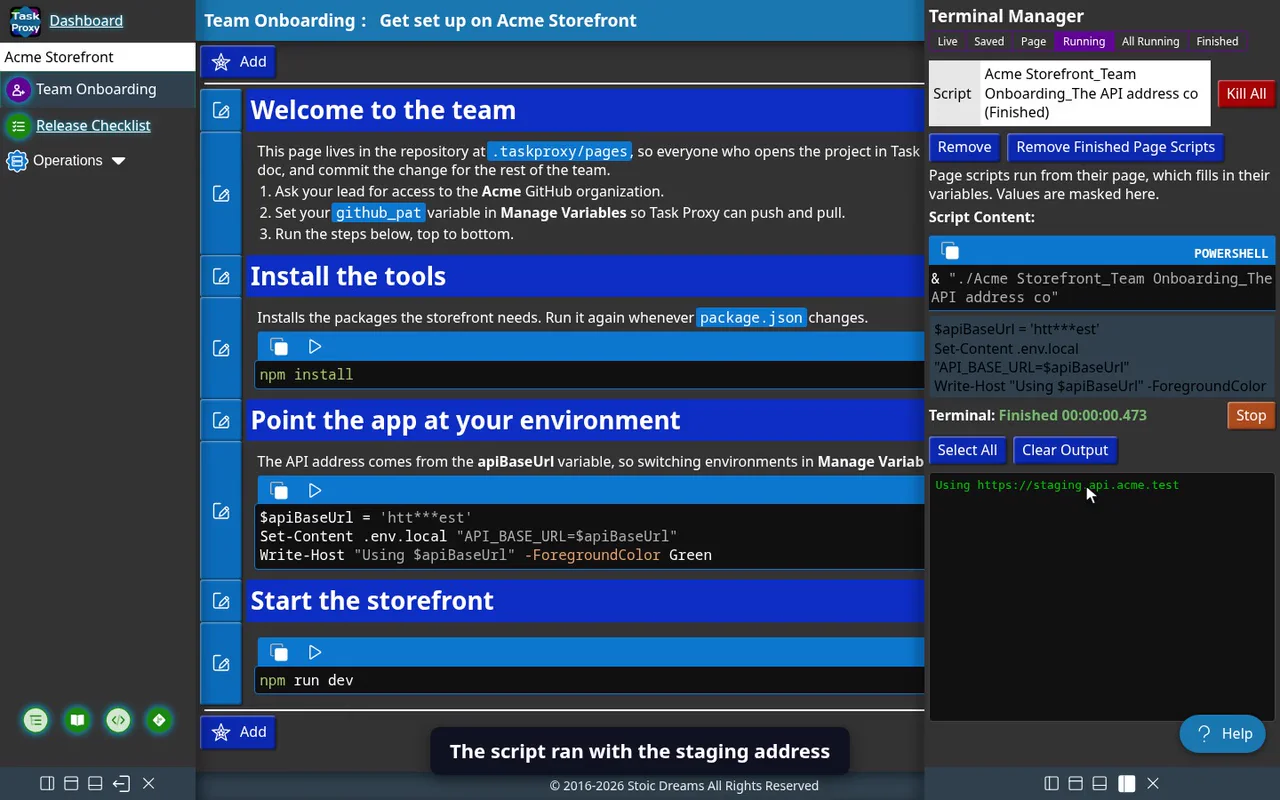 Task Proxy
Dashboard
Acme Storefront
Team Onboarding
Release Checklist
Operations
Team Onboarding : Get set up on Acme Storefront
Add
Welcome to the team
This page lives in the repository at .taskproxy/pages, so everyone who opens the project in Task
doc, and commit the change for the rest of the team.
1. Ask your lead for access to the Acme GitHub organization.
2. Set your github_pat variable in Manage Variables so Task Proxy can push and pull.
3. Run the steps below, top to bottom.
Install the tools
Installs the packages the storefront needs. Run it again whenever package.json changes.
npm install
Point the app at your environment
The API address comes from the apiBaseUrl variable, so switching environments in Manage Variab
$apiBaseUrl = 'htt***est'
Set-Content .env.local "API_BASE_URL=$apiBaseUrl"
Write-Host "Using $apiBaseUrl" -ForegroundColor Green
Start the storefront
npm run dev
Add
The script ran with the staging address
© 2016-2026 Stoic Dreams All Rights Reserved
Terminal Manager
Live Saved Page Running All Running Finished
Script
Acme Storefront_Team
Onboarding_The API address co
(Finished)
Kill All
Remove
Remove Finished Page Scripts
Page scripts run from their page, which fills in their
variables. Values are masked here.
Script Content:
POWERSHELL
& "./Acme Storefront_Team Onboarding_The
API address co"
$apiBaseUrl = 'htt***est'
Set-Content .env.local
"API_BASE_URL=$apiBaseUrl"
Write-Host "Using $apiBaseUrl" -ForegroundColor
Terminal: Finished 00:00:00.473
Stop
Select All
Clear Output
Using https://staging api.acme.test
Help